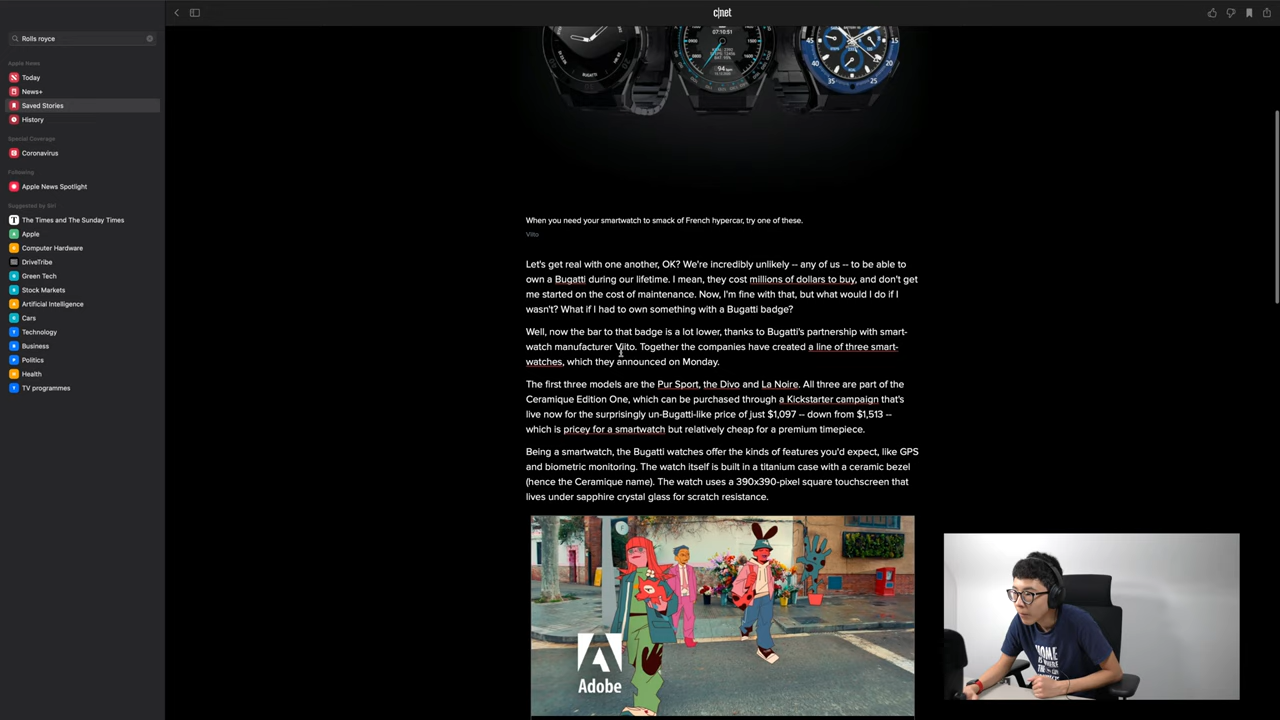 c|net
Rolls royce
Apple News
Today
News+
Saved Stories
History
Special Coverage
Coronavirus
Following
Apple News Spotlight
Suggested by Siri
The Times and The Sunday Times
Apple
Computer Hardware
DriveTribe
Green Tech
Stock Markets
Artificial Intelligence
Cars
Technology
Business
Politics
Health
TV programmes
When you need your smartwatch to smack of French hypercar, try one of these.
Viito
Let's get real with one another, OK? We're incredibly unlikely -- any of us -- to be able to
own a Bugatti during our lifetime. I mean, they cost millions of dollars to buy, and don't get
me started on the cost of maintenance. Now, I'm fine with that, but what would I do if I
wasn't? What if I had to own something with a Bugatti badge?
Well, now the bar to that badge is a lot lower, thanks to Bugatti's partnership with smart-
watch manufacturer Viito. Together the companies have created a line of three smart-
watches, which they announced on Monday.
The first three models are the Pur Sport, the Divo and La Noire. All three are part of the
Ceramique Edition One, which can be purchased through a Kickstarter campaign that's
live now for the surprisingly un-Bugatti-like price of just $1,097 -- down from $1,513 --
which is pricey for a smartwatch but relatively cheap for a premium timepiece.
Being a smartwatch, the Bugatti watches offer the kinds of features you'd expect, like GPS
and biometric monitoring. The watch itself is built in a titanium case with a ceramic bezel
(hence the Ceramique name). The watch uses a 390x390-pixel square touchscreen that
lives under sapphire crystal glass for scratch resistance.
Adobe